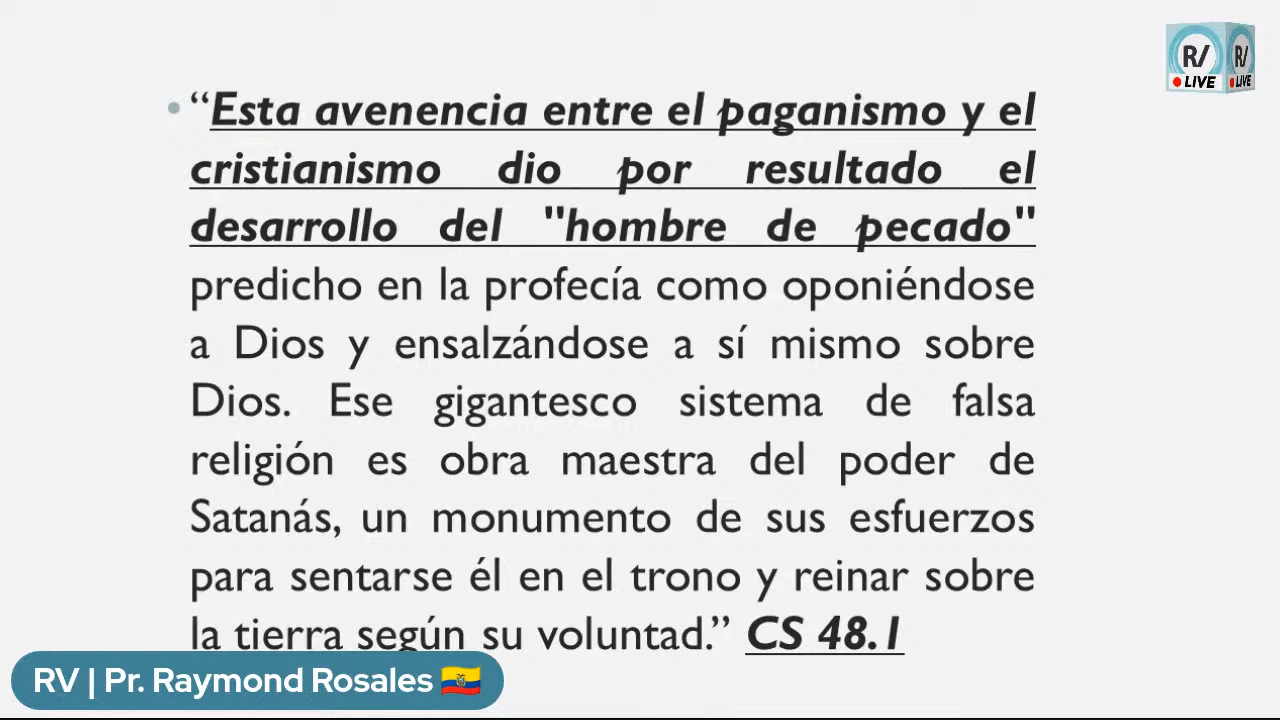 R/ R/
LIVE LIVE
• “Esta avenencia entre el paganismo y el
cristianismo dio por resultado el
desarrollo del "hombre de pecado"
predicho en la profecía como oponiéndose
a Dios y ensalzándose a sí mismo sobre
Dios. Ese gigantesco sistema de falsa
religión es obra maestra del poder de
Satanás, un monumento de sus esfuerzos
para sentarse él en el trono y reinar sobre
la tierra según su voluntad.” CS 48.1
RV | Pr. Raymond Rosales 🇪🇨